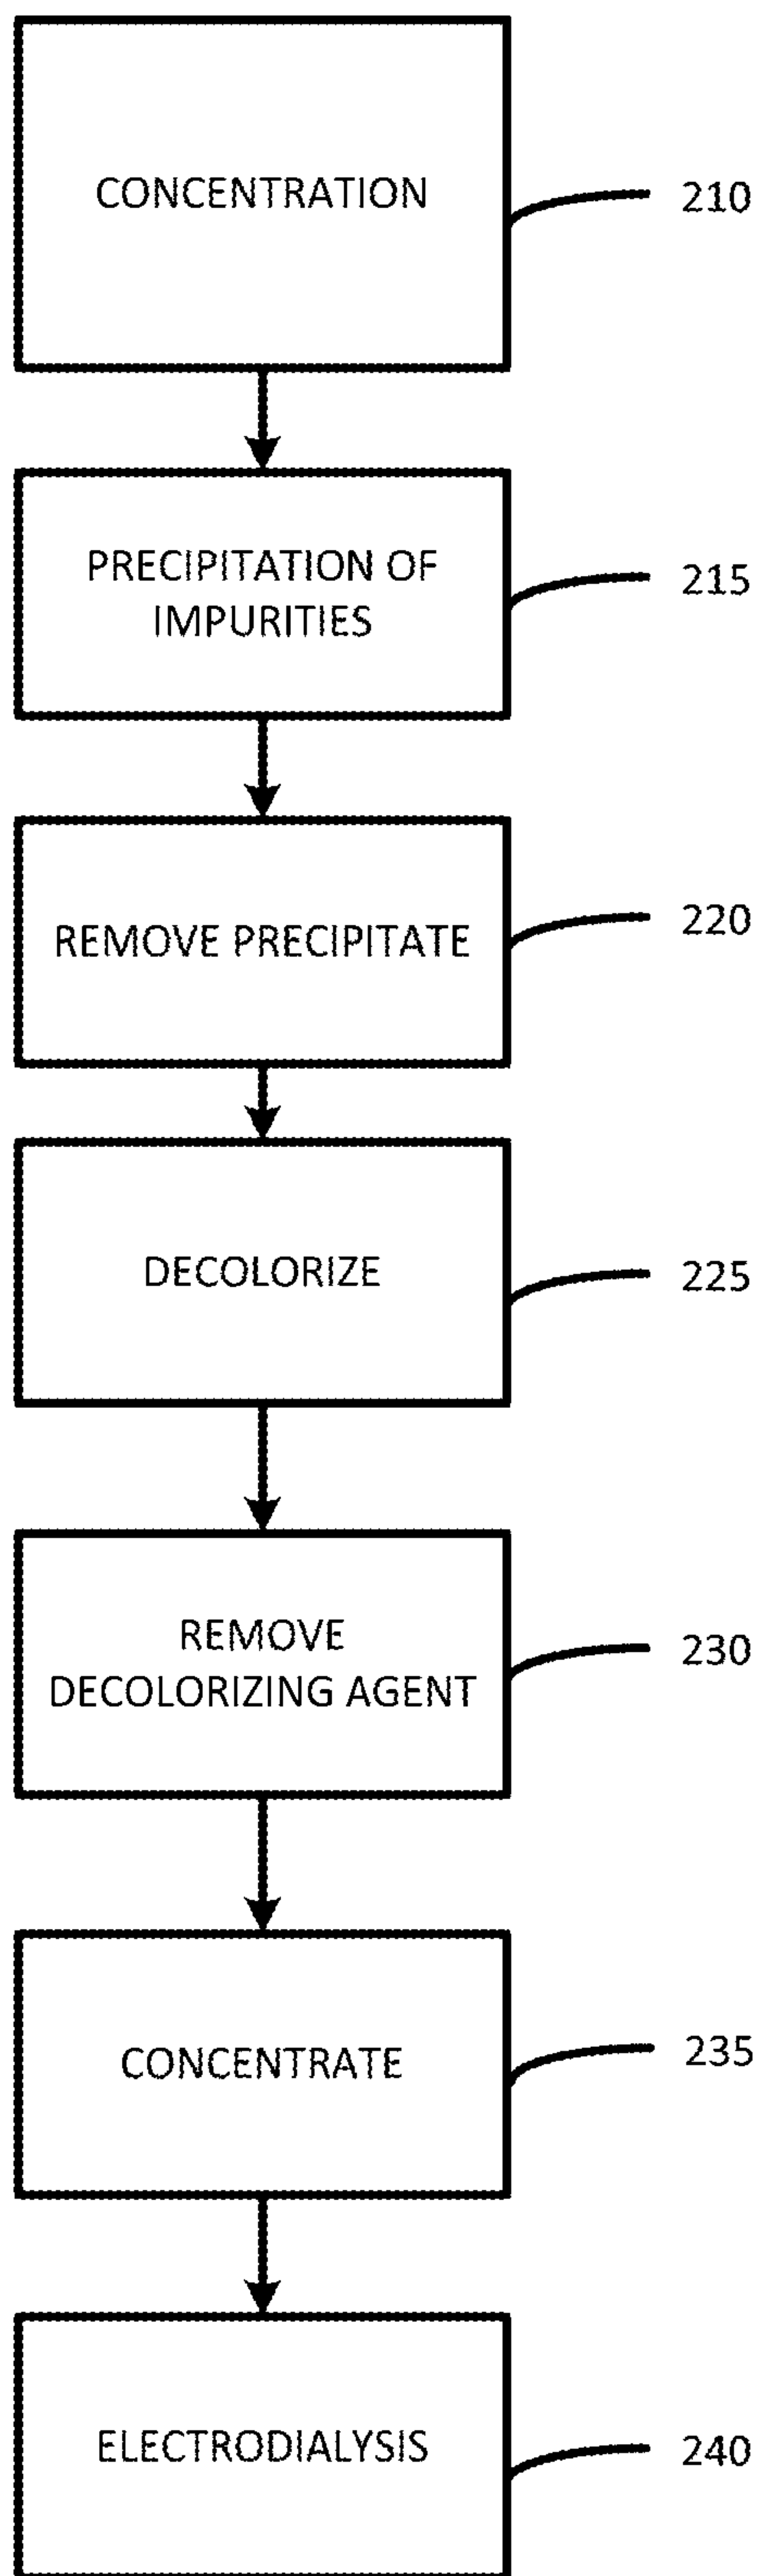 CONCENTRATION
210
PRECIPITATION OF
IMPURITIES
215
REMOVE PRECIPITATE
220
DECOLORIZE
225
REMOVE
DECOLORIZING AGENT
230
CONCENTRATE
235
ELECTRODIALYSIS
240